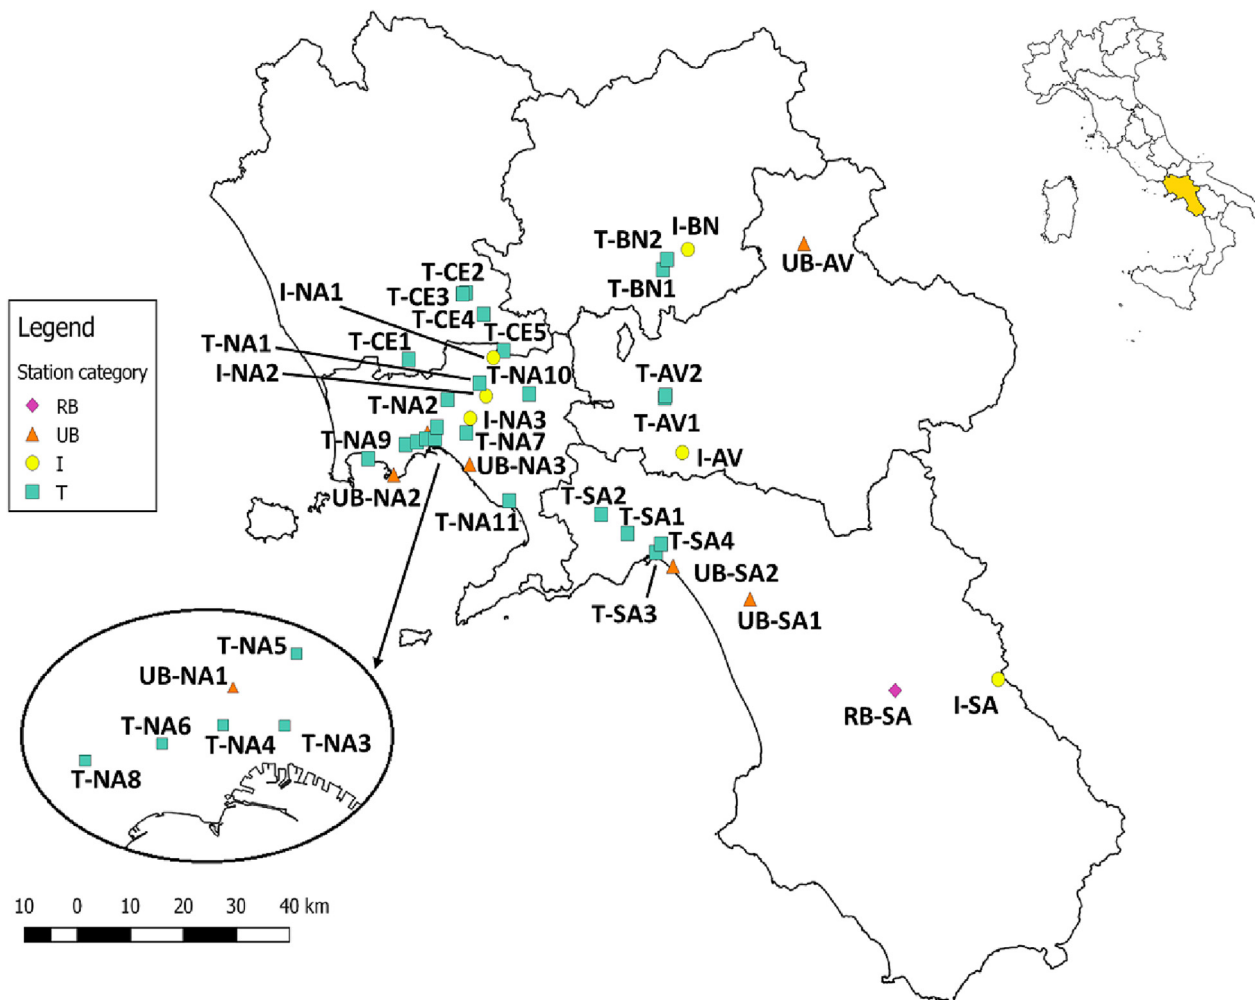 I-BN
T-BN2
UB-AV
T-BN1
T-CE2
I-NA1
T-CE3
T-CE4
Legend
T-CE5
T-NA1
T-CE1
Station category
I-NA2
T-NA10
T-AV2
RB
T-NA2
T-AV1
UB
I-NA3
T-NA9
T-NA7
I
I-AV
UB-NA3
T
UB-NA2
T-SA2
T-NA11
T-SA1
T-SA4
UB-SA2
T-SA3
UB-SA1
T-NA5
UB-NA1
RB-SA
I-SA
T-NA6
T-NA4
T-NA3
T-NA8
10 0 10 20 30 40 km